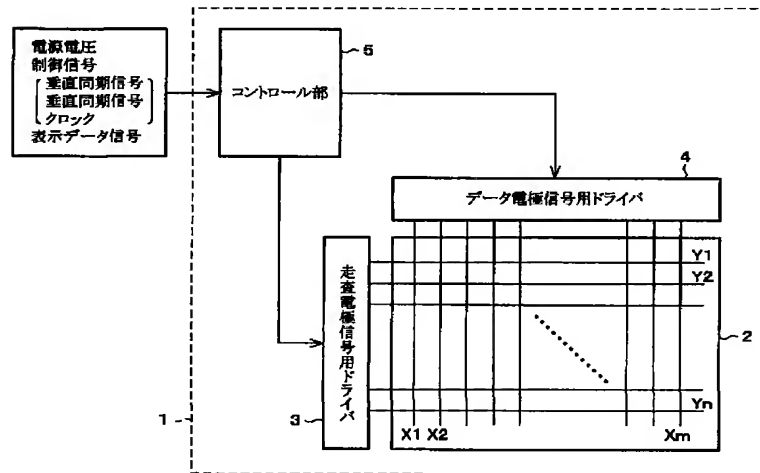 電源電圧
制御信号
垂直同期信号
垂直同期信号
クロック
表示データ信号
5
コントロール部
4
データ電極信号用ドライバ
走査電極信号用ドライバ
3
Y1
Y2
2
Yn
1
X1 X2 Xm